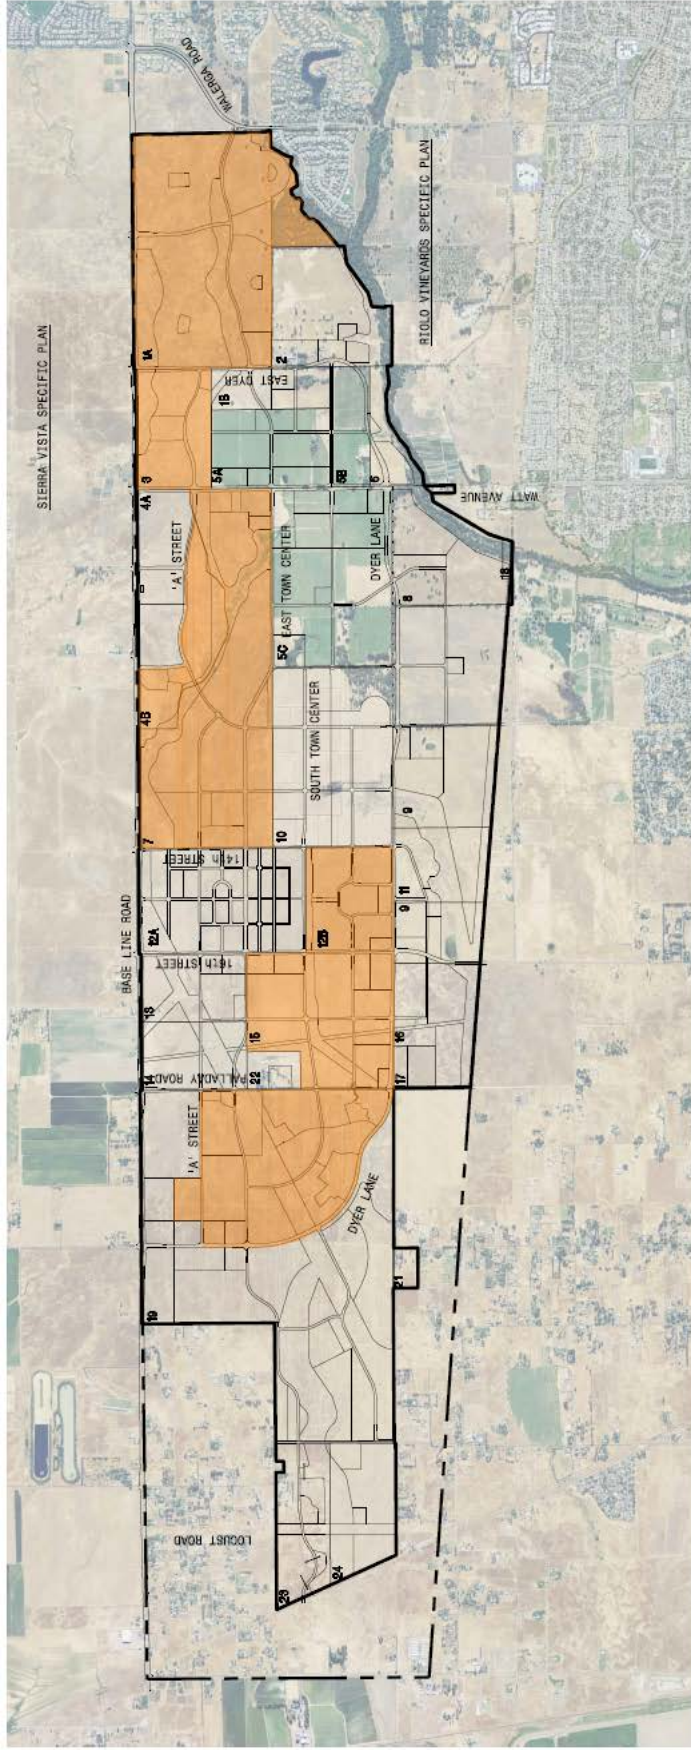 SIERRA VISTA SPECIFIC PLAN
BASE LINE ROAD
WALERGA ROAD
RIOLO VINEYARDS SPECIFIC PLAN
LOCUST ROAD
'A' STREET
PALLADAY ROAD
16th STREET
14th STREET
'A' STREET
EAST DYER
WATT AVENUE
DYER LANE
SOUTH TOWN CENTER
EAST TOWN CENTER
DYER LANE
19
14
13
12A
7
4B
4A
3
1A
23
24
21
22
15
12B
10
5C
5A
1B
2
5B
6
17
16
9
11
9
8
18